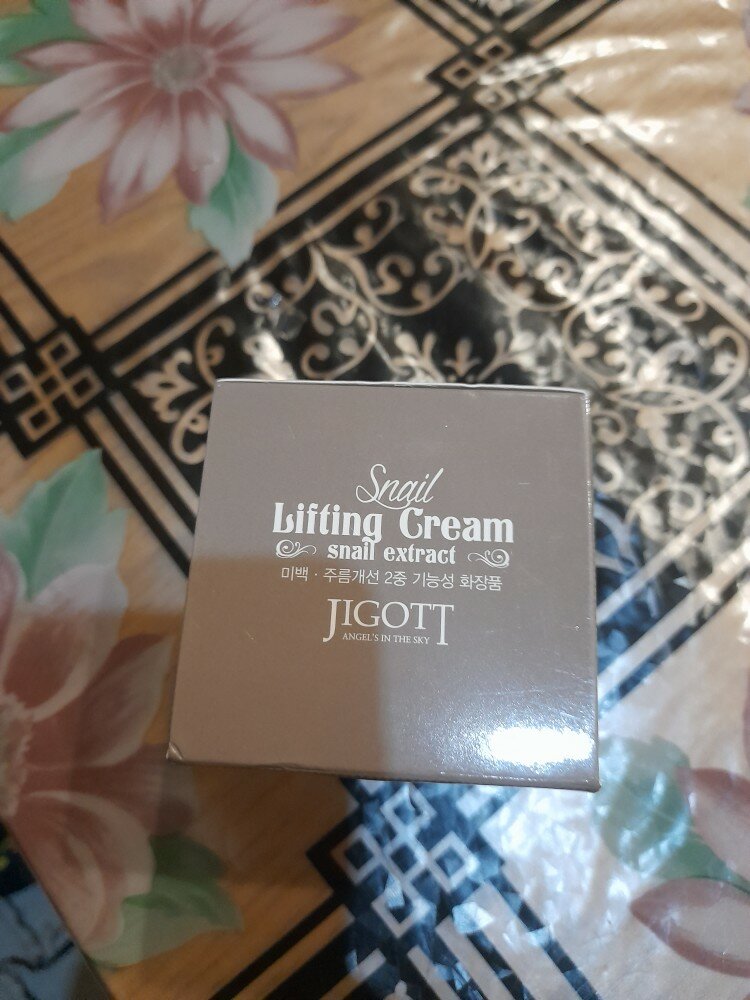 Snail
Lifting Cream
snail extract
미백 · 주름개선 2중 기능성 화장품
JIGOTT
ANGEL'S IN THE SKY